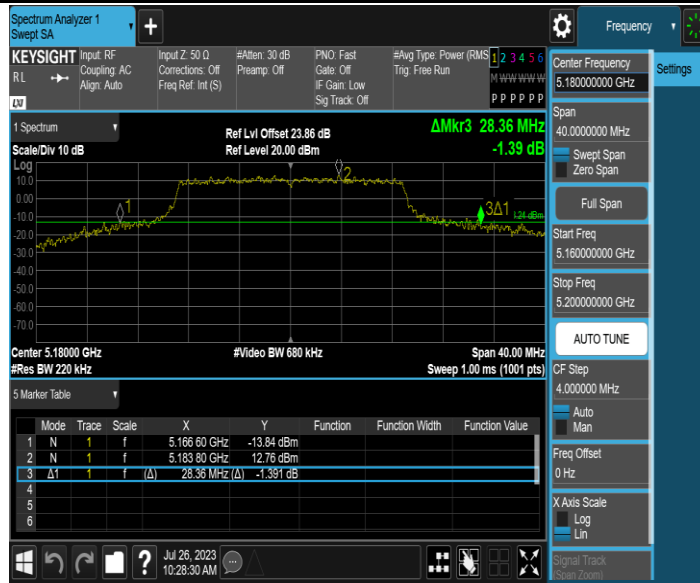 Spectrum Analyzer 1
Swept SA
+
Frequency
KEYSIGHT
RL
LXI
Input: RF
Coupling: AC
Align: Auto
Input Z: 50 Ω
Corrections: Off
Freq Ref: Int (S)
#Atten: 30 dB
Preamp: Off
PNO: Fast
Gate: Off
IF Gain: Low
Sig Track: Off
#Avg Type: Power (RMS
Trig: Free Run
1 2 3 4 5 6
M W W W W W
P P P P P P
Center Frequency
5.180000000 GHz
Settings
Span
40.0000000 MHz
Swept Span
Zero Span
Full Span
Start Freq
5.160000000 GHz
Stop Freq
5.200000000 GHz
AUTO TUNE
CF Step
4.000000 MHz
Auto
Man
Freq Offset
0 Hz
X Axis Scale
Log
Lin
Signal Track
(Span Zoom)
1 Spectrum
Scale/Div 10 dB
Ref Lvl Offset 23.86 dB
Ref Level 20.00 dBm
ΔMkr3 28.36 MHz
-1.39 dB
Log
10.0
0.00
-10.0
-20.0
-30.0
-40.0
-50.0
-60.0
-70.0
1
2
3Δ1
Center 5.18000 GHz
#Res BW 220 kHz
#Video BW 680 kHz
Span 40.00 MHz
Sweep 1.00 ms (1001 pts)
5 Marker Table
Mode Trace Scale X Y Function Function Width Function Value
1 N 1 f 5.166 60 GHz -13.84 dBm
2 N 1 f 5.183 80 GHz 12.76 dBm
3 Δ1 1 f (Δ) 28.36 MHz (Δ) -1.391 dB
4
5
6
?
Jul 26, 2023
10:28:30 AM